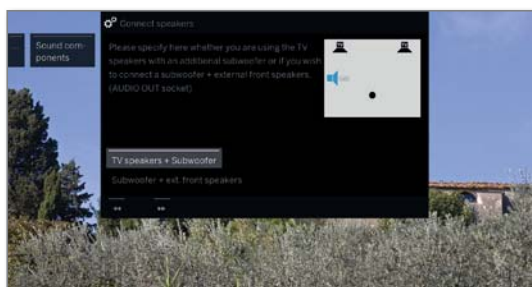 Connect speakers
Sound com-
ponents
Please specify here whether you are using the TV
speakers with an additional subwoofer or if you wish
to connect a subwoofer + external front speakers.
(AUDIO OUT socket)
TV speakers + Subwoofer
Subwoofer + ext. front speakers